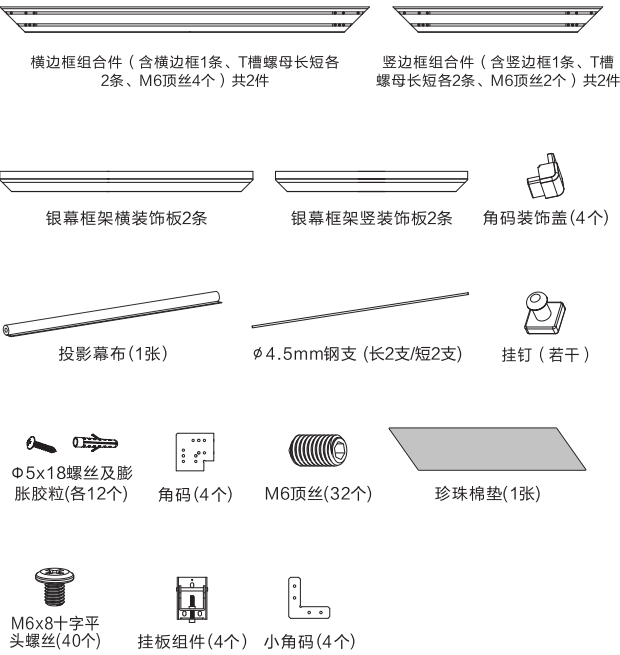 横边框组合件（含横边框1条、T槽螺母长短各
2条、M6顶丝4个）共2件
竖边框组合件（含竖边框1条、T槽
螺母长短各2条、M6顶丝2个）共2件
银幕框架横装饰板2条
银幕框架竖装饰板2条
角码装饰盖(4个)
投影幕布(1张)
φ4.5mm钢支 (长2支/短2支)
挂钉（若干）
Φ5x18螺丝及膨
胀胶粒(各12个)
角码(4个)
M6顶丝(32个)
珍珠棉垫(1张)
M6x8十字平
头螺丝(40个)
挂板组件(4个)
小角码(4个)